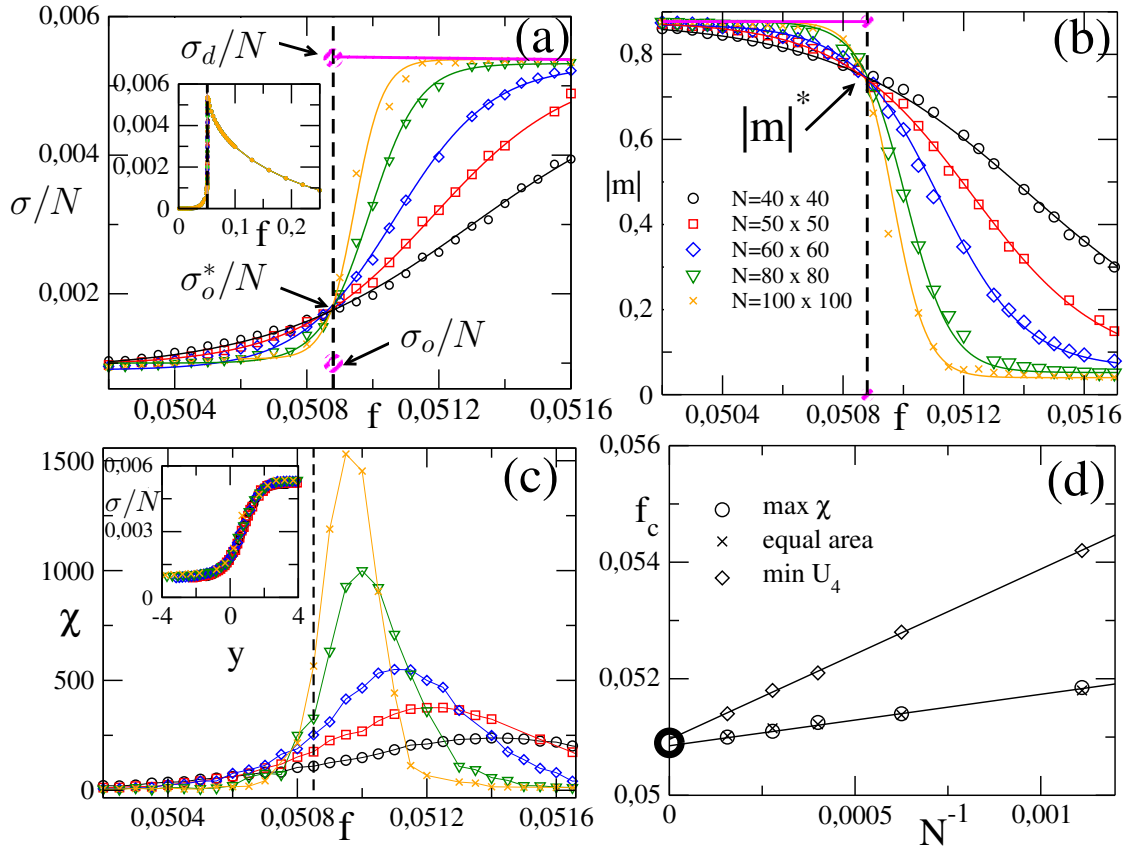 (a)
0,006
σ_d/N
0,006
0,004
0,002
0
0,1
0,2
f
0,004
σ/N
σ_o^*/N
0,002
σ_o/N
0,0504
0,0508
f
0,0512
0,0516
(b)
0.8
0.6
|m|
0.4
0.2
0
|m|^*
N=40 x 40
N=50 x 50
N=60 x 60
N=80 x 80
N=100 x 100
0,0504
0,0508
f
0,0512
0,0516
(c)
1500
1000
χ
500
0
0,006
σ/N
0,003
0
-4
-2
0
2
4
y
0,0504
0,0508
f
0,0512
0,0516
(d)
0,056
f_c
0,054
0,052
0,05
max χ
equal area
min U_4
0
0,0005
N^-1
0,001